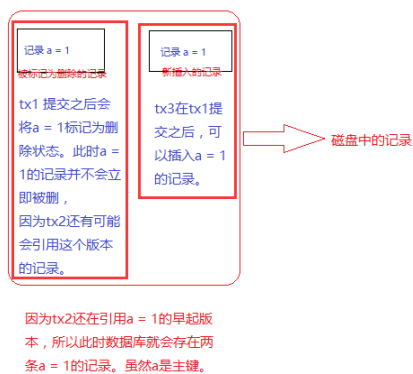 记录 a = 1
被标记为删除的记录
tx1 提交之后会
将a = 1标记为删
除状态。此时a =
1的记录并不会立
即被删，
因为tx2还有可能
会引用这个版本
的记录。
记录 a = 1
新插入的记录
tx3在tx1提
交之后，可
以插入a = 1
的记录。
磁盘中的记录
因为tx2还在引用a = 1的早起版
本，所以此时数据库就会存在两
条a = 1的记录。虽然a是主键。